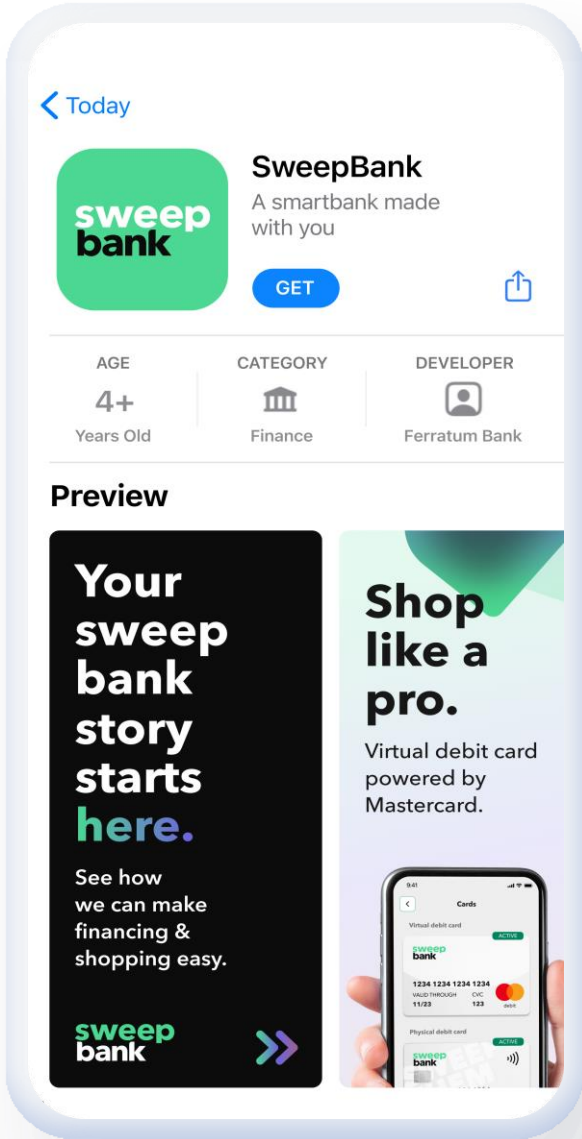 Today
sweep
bank
SweepBank
A smartbank made
with you
GET
AGE
4+
Years Old
CATEGORY
Finance
DEVELOPER
Ferratum Bank
Preview
Your
sweep
bank
story
starts
here.
See how
we can make
financing &
shopping easy.
sweep
bank
Shop
like a
pro.
Virtual debit card
powered by
Mastercard.
9:41
Cards
Virtual debit card
ACTIVE
sweep
bank
1234 1234 1234 1234
VALID THROUGH CVC
11/23 123 debit
Physical debit card
ACTIVE
sweep
bank